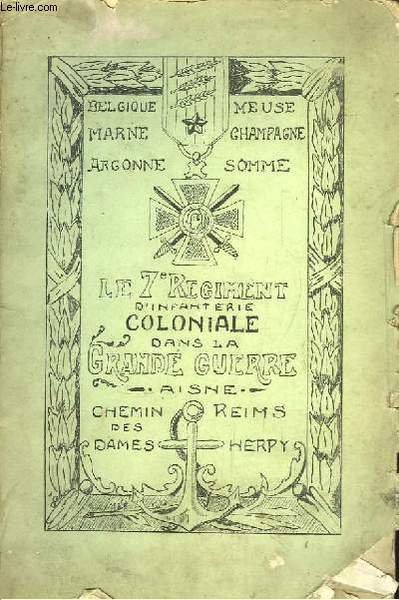 Le-livre.com
BELGIQUE MEUSE
MARNE CHAMPAGNE
ARGONNE SOMME
LE 7e REGIMENT
D'INFANTERIE
COLONIALE
DANS LA
GRANDE GUERRE
AISNE
CHEMIN REIMS
DES
DAMES HERPY